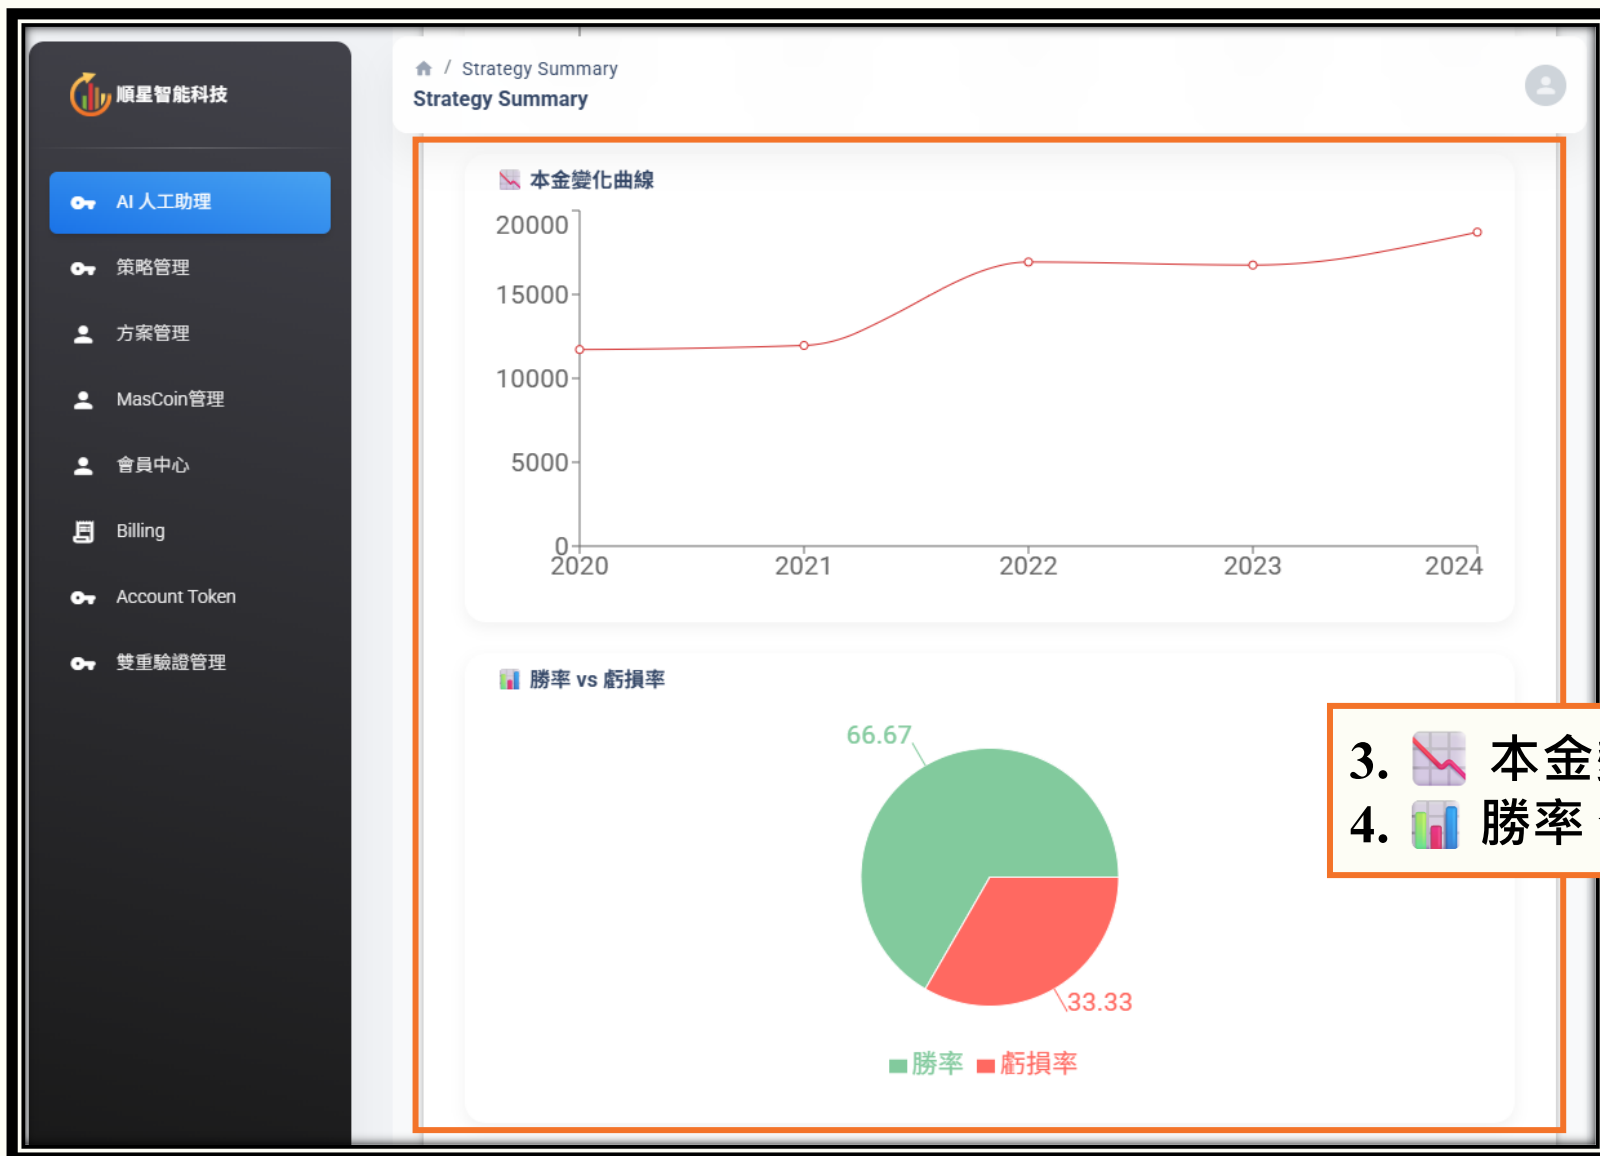 順星智能科技
AI 人工助理
策略管理
方案管理
MasCoin管理
會員中心
Billing
Account Token
雙重驗證管理
/ Strategy Summary
Strategy Summary
本金變化曲線
20000
15000
10000
5000
0
2020 2021 2022 2023 2024
勝率 vs 虧損率
66.67
33.33
勝率 虧損率
3. 本金
4. 勝率